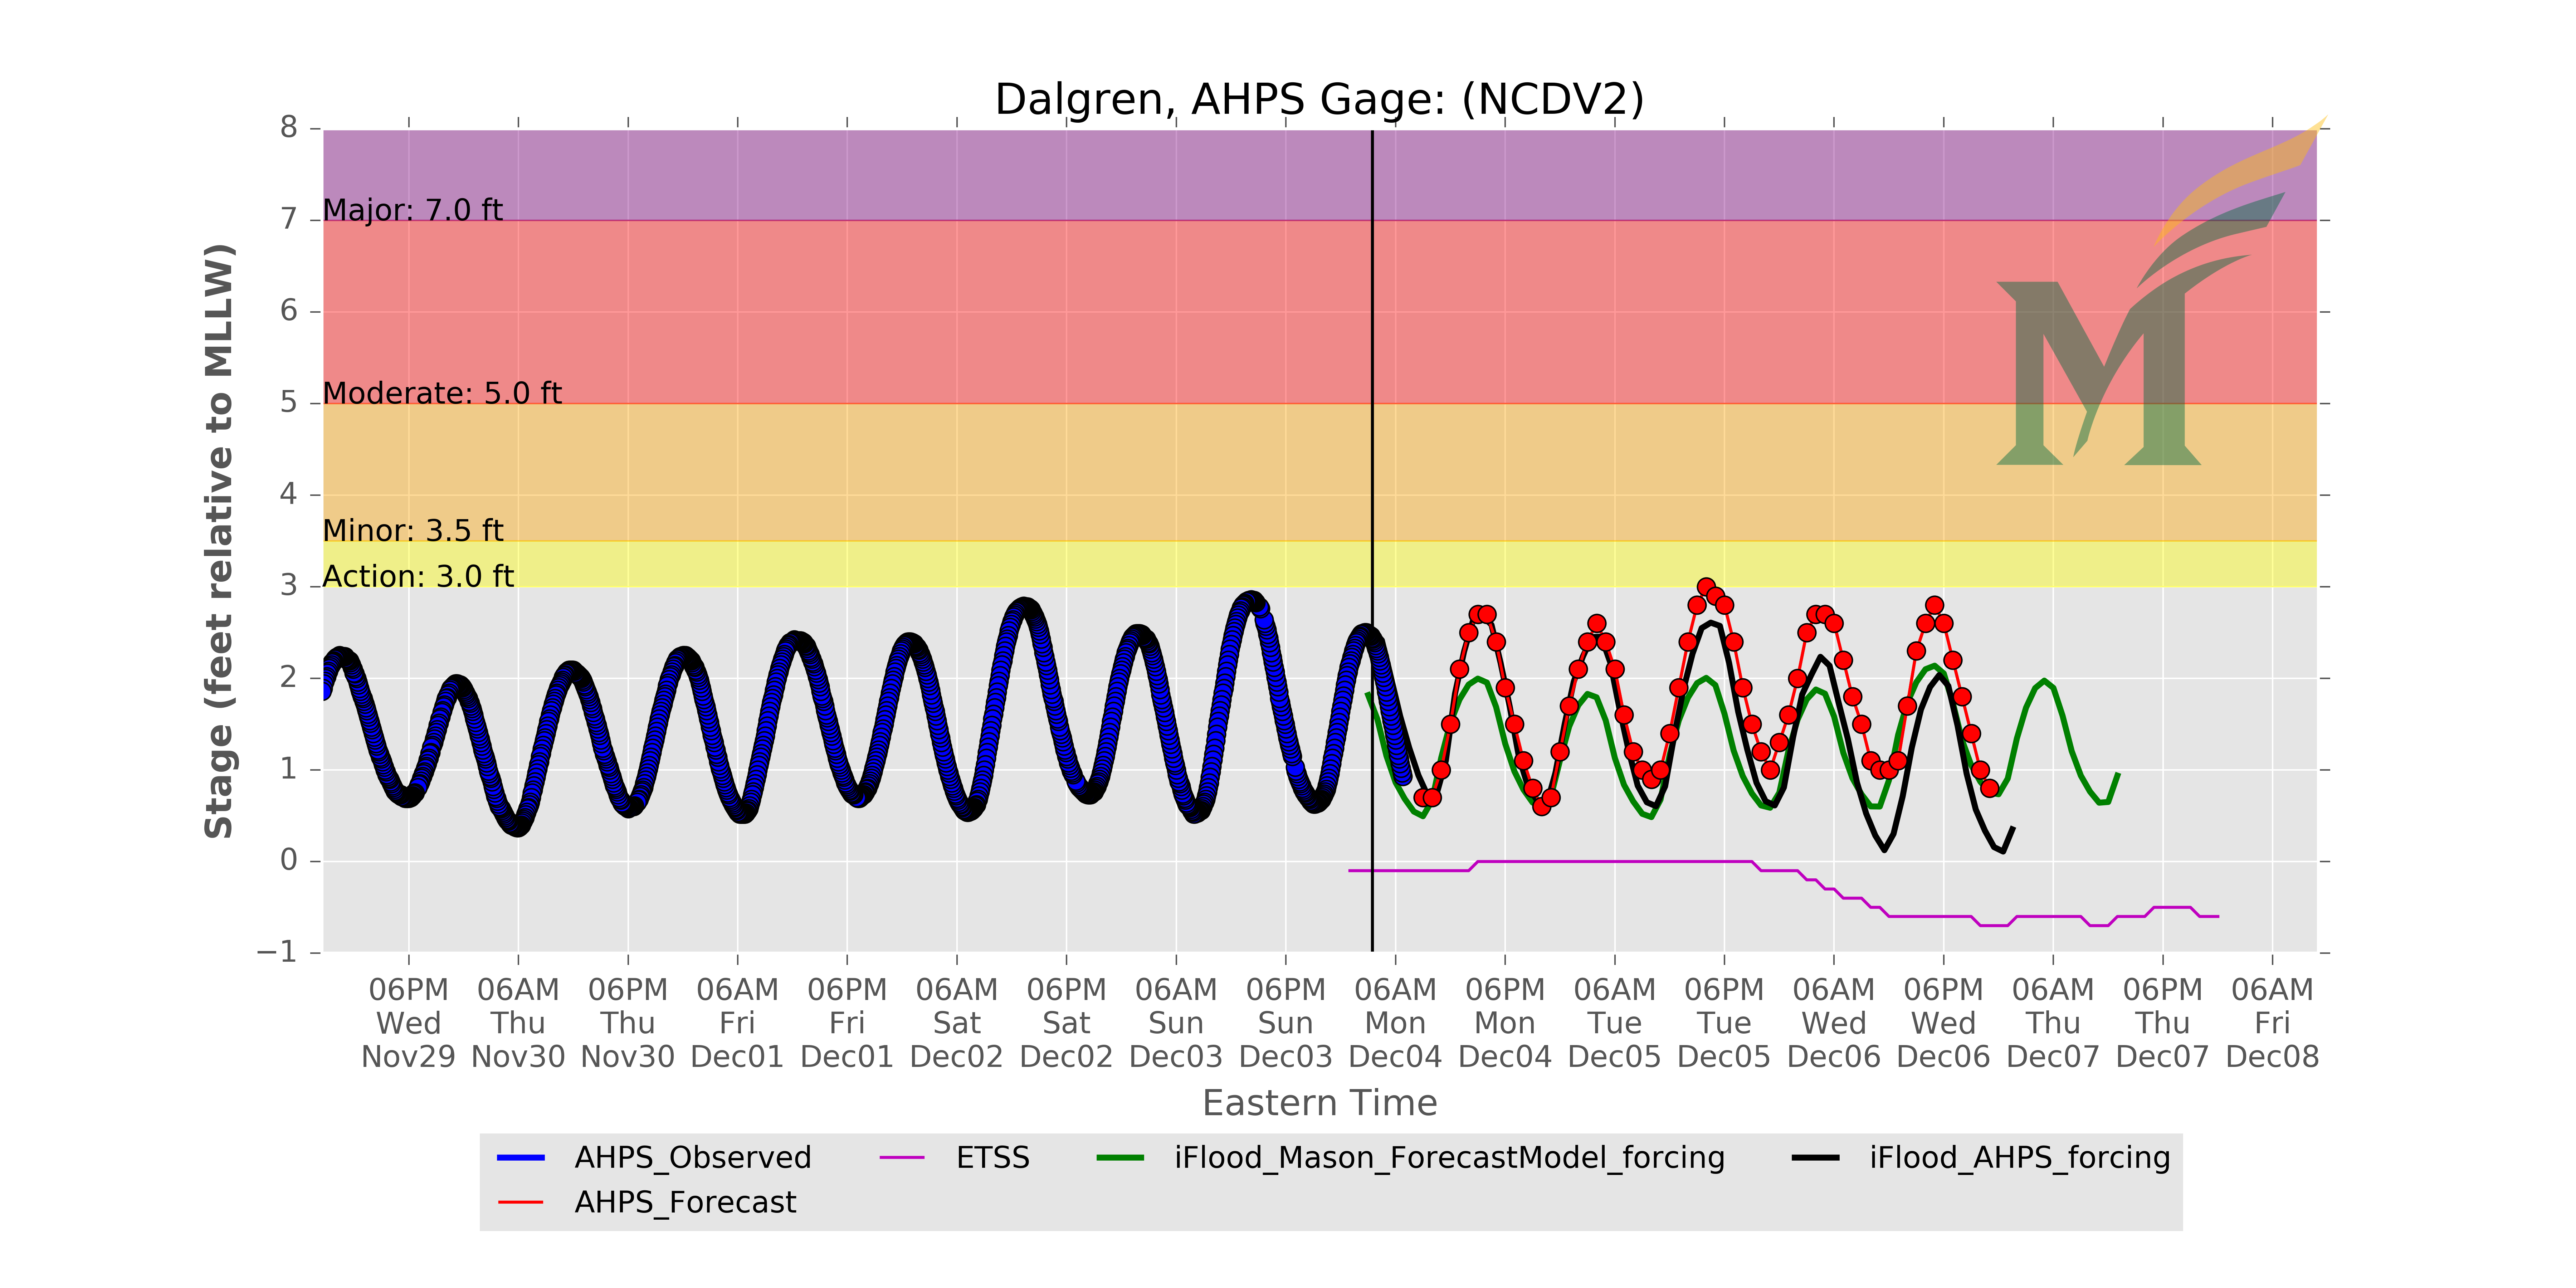 Dalgren, AHPS Gage: (NCDV2)
8
7
6
5
4
3
2
1
0
−1
Stage (feet relative to MLLW)
Major: 7.0 ft
Moderate: 5.0 ft
Minor: 3.5 ft
Action: 3.0 ft
M
06PM 06AM 06PM 06AM 06PM 06AM 06PM 06AM 06PM 06AM 06PM 06AM 06PM 06AM 06PM 06AM 06PM 06AM
Wed Thu Thu Fri Fri Sat Sat Sun Sun Mon Mon Tue Tue Wed Wed Thu Thu Fri
Nov29 Nov30 Nov30 Dec01 Dec01 Dec02 Dec02 Dec03 Dec03 Dec04 Dec04 Dec05 Dec05 Dec06 Dec06 Dec07 Dec07 Dec08
Eastern Time
AHPS_Observed ETSS iFlood_Mason_ForecastModel_forcing iFlood_AHPS_forcing
AHPS_Forecast